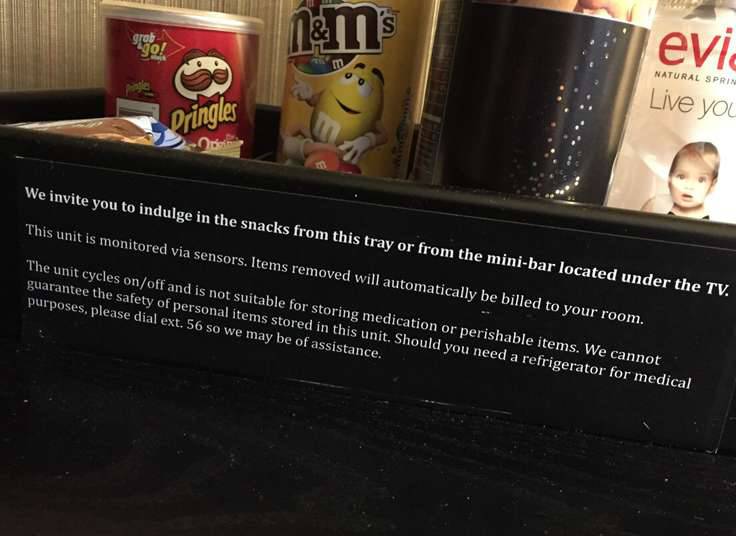 grab & go!
Pringles
Pringles
m&m's
m
evi
NATURAL SPRIN
Live you
We invite you to indulge in the snacks from this tray or from the mini-bar located under the TV.
This unit is monitored via sensors. Items removed will automatically be billed to your room.
The unit cycles on/off and is not suitable for storing medication or perishable items. We cannot
guarantee the safety of personal items stored in this unit. Should you need a refrigerator for medical
purposes, please dial ext. 56 so we may be of assistance.